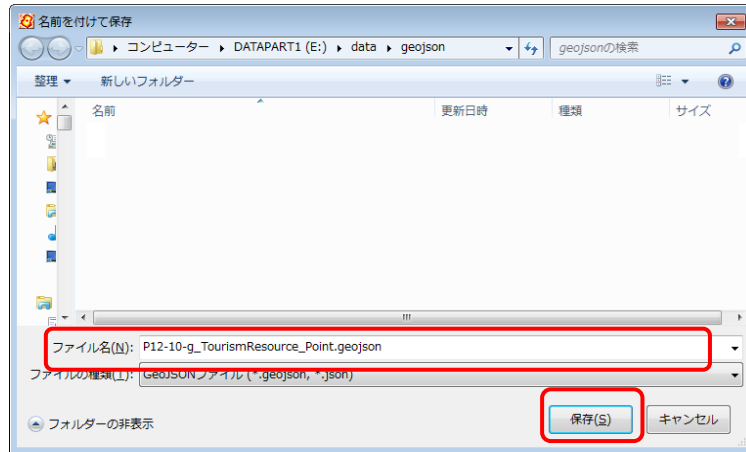 名前を付けて保存
コンピューター ▸ DATAPART1 (E:) ▸ data ▸ geojson
geojsonの検索
整理 ▼ 新しいフォルダー
名前 更新日時 種類 サイズ
ファイル名(N): P12-10-g_TourismResource_Point.geojson
ファイルの種類(T): GeoJSONファイル (*.geojson, *.json)
フォルダーの非表示 保存(S) キャンセル